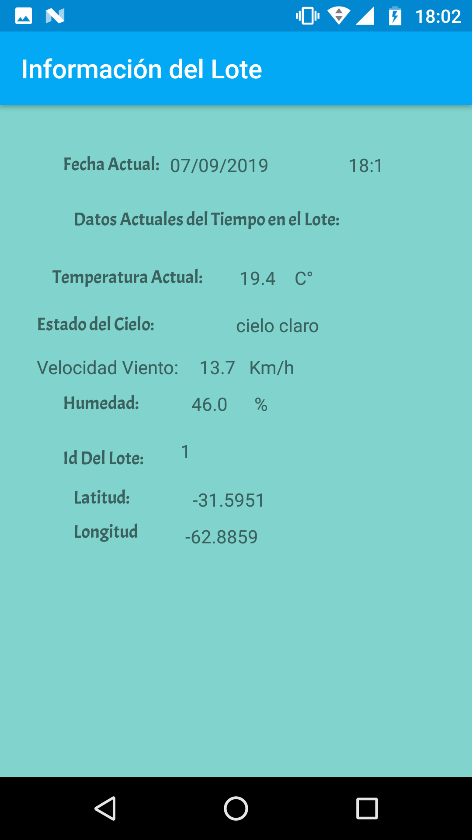 18:02
Información del Lote
Fecha Actual: 07/09/2019 18:1
Datos Actuales del Tiempo en el Lote:
Temperatura Actual: 19.4 C°
Estado del Cielo: cielo claro
Velocidad Viento: 13.7 Km/h
Humedad: 46.0 %
Id Del Lote: 1
Latitud: -31.5951
Longitud -62.8859